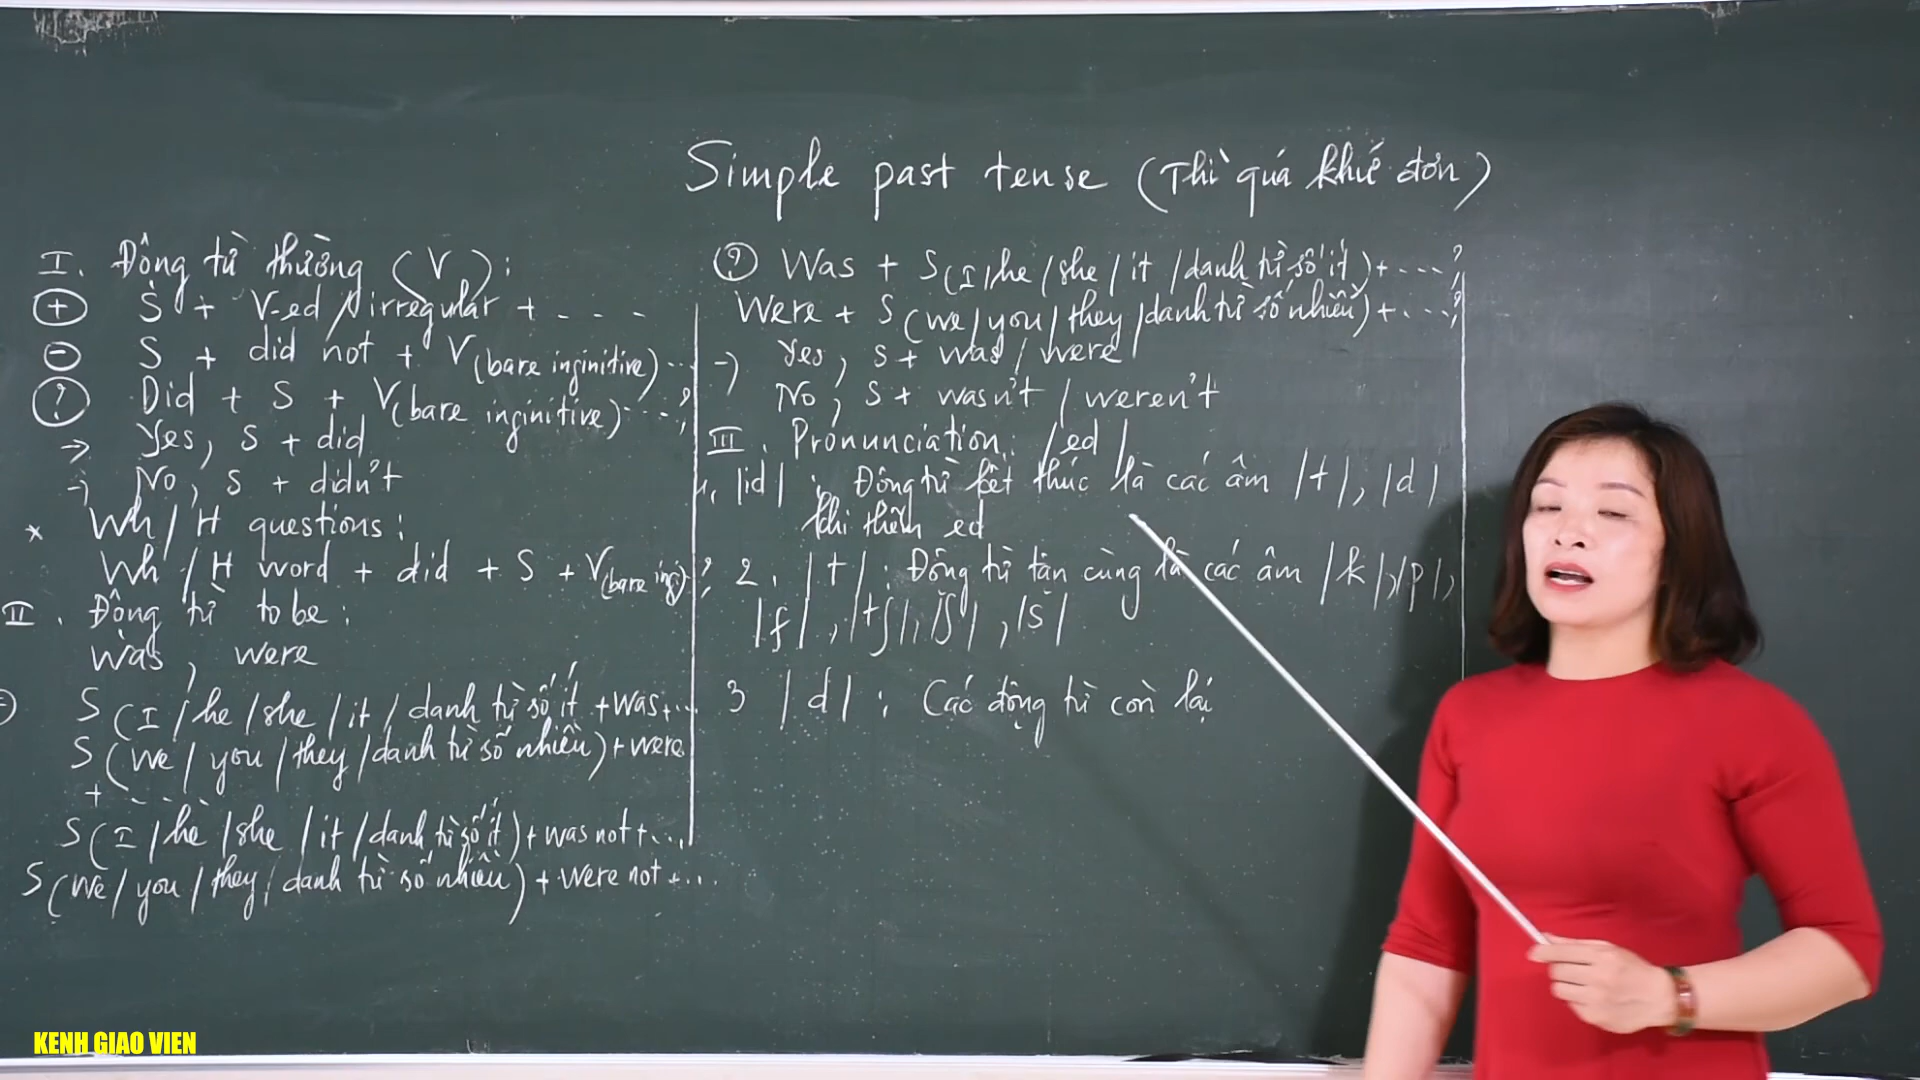 Simple past tense (Thì quá khứ đơn)
I. Động từ thường (V):
(+) S + V-ed / irregular + - - -
(-) S + did not + V (bare infinitive) ...
(?) Did + S + V (bare infinitive) ...?
→ Yes, S + did
→ No, S + didn't
* Wh / H questions:
Wh / H word + did + S + V (bare inf)?
II. Động từ to be:
Was, were
S (I / he / she / it / danh từ số ít + was + ..
S (we / you / they / danh từ số nhiều) + were
+ - - - -
S (I / he / she / it / danh từ số ít) + was not + ...
S (we / you / they / danh từ số nhiều) + were not + ...
(?) Was + S (I / he / she / it / danh từ số ít) + ----?
Were + S (we / you / they / danh từ số nhiều) + ...?
→ Yes, S + was / were
No, S + wasn't / weren't
III. Pronunciation: /ed/
1, /id/ : Động từ kết thúc là các âm /t/, /d/
khi thêm ed
2, /t/ : Động từ tận cùng là các âm /k/, /p/,
/f/, /tʃ/, /ʃ/, /s/
3 /d/ : Các động từ còn lại
KENH GIAO VIEN